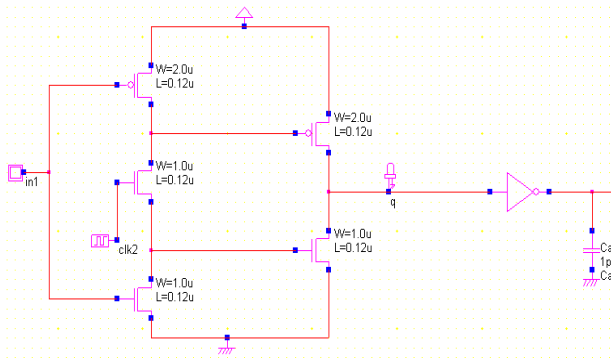 W=2.0u
L=0.12u
W=2.0u
L=0.12u
W=1.0u
L=0.12u
in1
q
clk2
W=1.0u
L=0.12u
W=1.0u
L=0.12u
Ca
1p
Ca